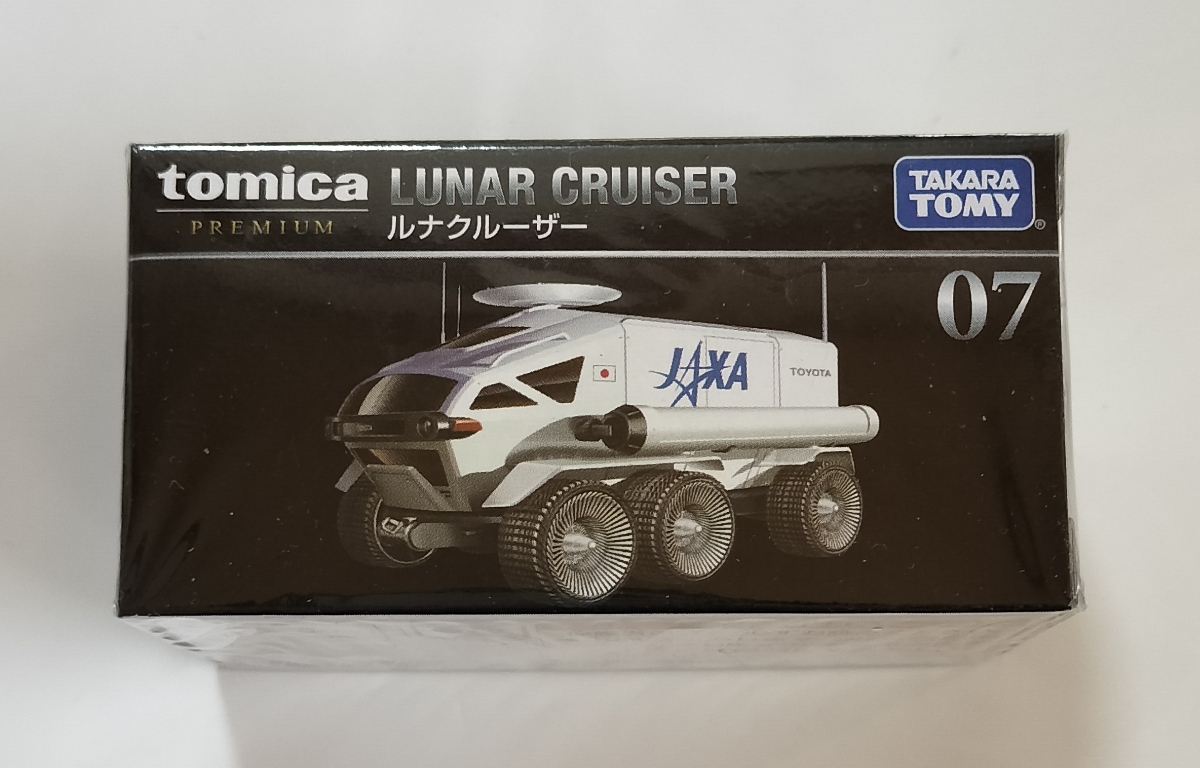 tomica
PREMIUM
LUNAR CRUISER
ルナクルーザー
TAKARA
TOMY
®
07
JAXA
TOYOTA